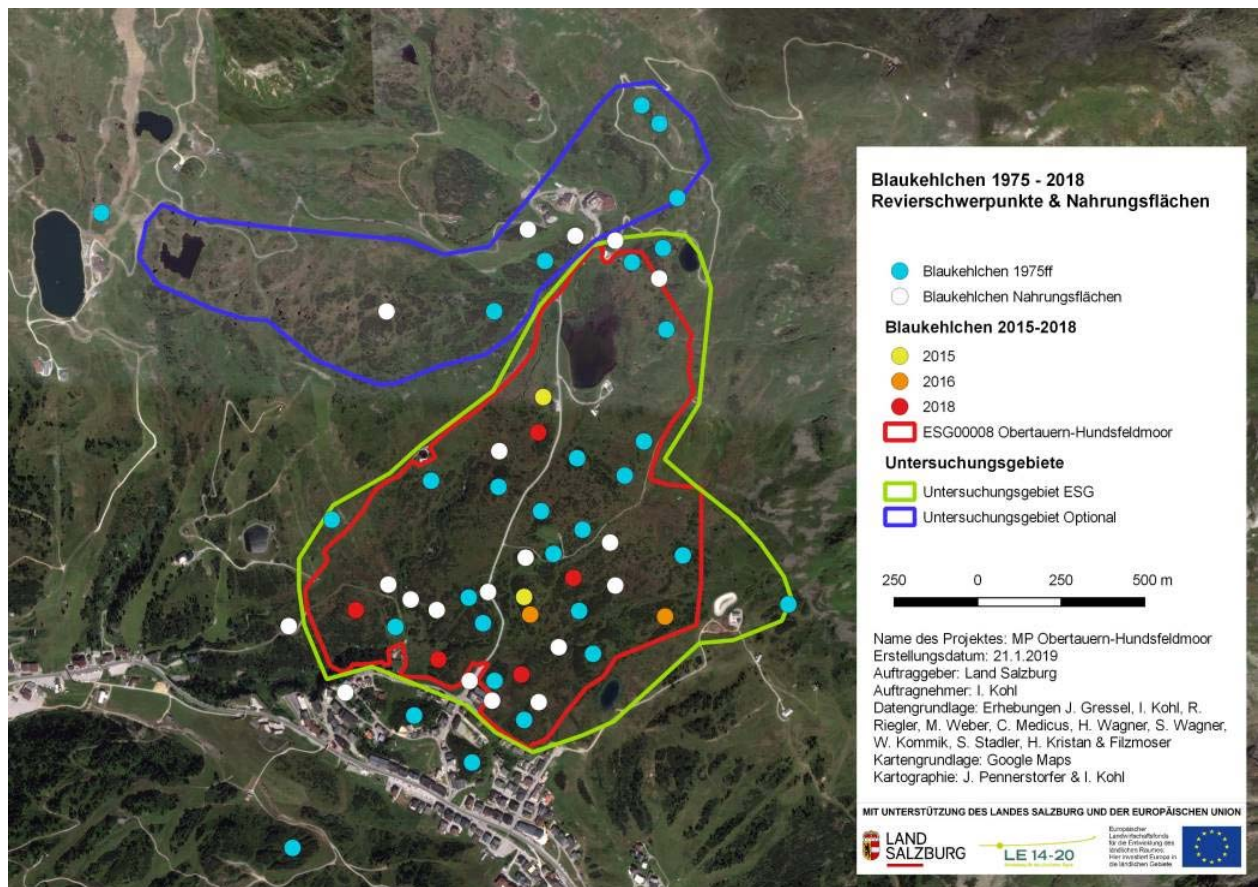 Blaukehlchen 1975 - 2018
Revierschwerpunkte & Nahrungsflächen
Blaukehlchen 1975ff
Blaukehlchen Nahrungsflächen
Blaukehlchen 2015-2018
2015
2016
2018
ESG00008 Obertauern-Hundsfeldmoor
Untersuchungsgebiete
Untersuchungsgebiet ESG
Untersuchungsgebiet Optional
250 0 250 500 m
Name des Projektes: MP Obertauern-Hundsfeldmoor
Erstellungsdatum: 21.1.2019
Auftraggeber: Land Salzburg
Auftragnehmer: I. Kohl
Datengrundlage: Erhebungen J. Gressel, I. Kohl, R.
Riegler, M. Weber, C. Medicus, H. Wagner, S. Wagner,
W. Kommik, S. Stadler, H. Kristan & Filzmoser
Kartengrundlage: Google Maps
Kartographie: J. Pennerstorfer & I. Kohl
MIT UNTERSTÜTZUNG DES LANDES SALZBURG UND DER EUROPÄISCHEN UNION
LAND
SALZBURG
LE 14-20
Europäischer
Landwirtschaftsfonds
für die Entwicklung des
ländlichen Raumes:
Hier investiert Europa in
die ländlichen Gebiete